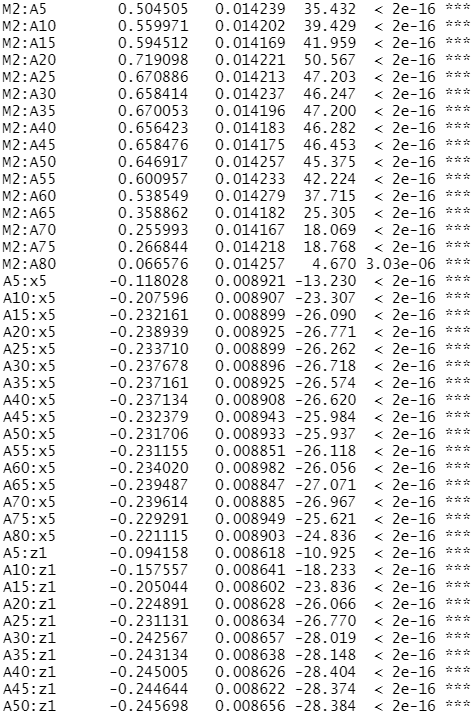 M2:A5 0.504505 0.014239 35.432 < 2e-16 ***
M2:A10 0.559971 0.014202 39.429 < 2e-16 ***
M2:A15 0.594512 0.014169 41.959 < 2e-16 ***
M2:A20 0.719098 0.014221 50.567 < 2e-16 ***
M2:A25 0.670886 0.014213 47.203 < 2e-16 ***
M2:A30 0.658414 0.014237 46.247 < 2e-16 ***
M2:A35 0.670053 0.014196 47.200 < 2e-16 ***
M2:A40 0.656423 0.014183 46.282 < 2e-16 ***
M2:A45 0.658476 0.014175 46.453 < 2e-16 ***
M2:A50 0.646917 0.014257 45.375 < 2e-16 ***
M2:A55 0.600957 0.014233 42.224 < 2e-16 ***
M2:A60 0.538549 0.014279 37.715 < 2e-16 ***
M2:A65 0.358862 0.014182 25.305 < 2e-16 ***
M2:A70 0.255993 0.014167 18.069 < 2e-16 ***
M2:A75 0.266844 0.014218 18.768 < 2e-16 ***
M2:A80 0.066576 0.014257 4.670 3.03e-06 ***
A5:x5 -0.118028 0.008921 -13.230 < 2e-16 ***
A10:x5 -0.207596 0.008907 -23.307 < 2e-16 ***
A15:x5 -0.232161 0.008899 -26.090 < 2e-16 ***
A20:x5 -0.238939 0.008925 -26.771 < 2e-16 ***
A25:x5 -0.233710 0.008899 -26.262 < 2e-16 ***
A30:x5 -0.237678 0.008896 -26.718 < 2e-16 ***
A35:x5 -0.237161 0.008925 -26.574 < 2e-16 ***
A40:x5 -0.237134 0.008908 -26.620 < 2e-16 ***
A45:x5 -0.232379 0.008943 -25.984 < 2e-16 ***
A50:x5 -0.231706 0.008933 -25.937 < 2e-16 ***
A55:x5 -0.231155 0.008851 -26.118 < 2e-16 ***
A60:x5 -0.234020 0.008982 -26.056 < 2e-16 ***
A65:x5 -0.239487 0.008847 -27.071 < 2e-16 ***
A70:x5 -0.239614 0.008885 -26.967 < 2e-16 ***
A75:x5 -0.229291 0.008949 -25.621 < 2e-16 ***
A80:x5 -0.221115 0.008903 -24.836 < 2e-16 ***
A5:z1 -0.094158 0.008618 -10.925 < 2e-16 ***
A10:z1 -0.157557 0.008641 -18.233 < 2e-16 ***
A15:z1 -0.205044 0.008602 -23.836 < 2e-16 ***
A20:z1 -0.224891 0.008628 -26.066 < 2e-16 ***
A25:z1 -0.231131 0.008634 -26.770 < 2e-16 ***
A30:z1 -0.242567 0.008657 -28.019 < 2e-16 ***
A35:z1 -0.243134 0.008638 -28.148 < 2e-16 ***
A40:z1 -0.245005 0.008626 -28.404 < 2e-16 ***
A45:z1 -0.244644 0.008622 -28.374 < 2e-16 ***
A50:z1 -0.245698 0.008656 -28.384 < 2e-16 ***